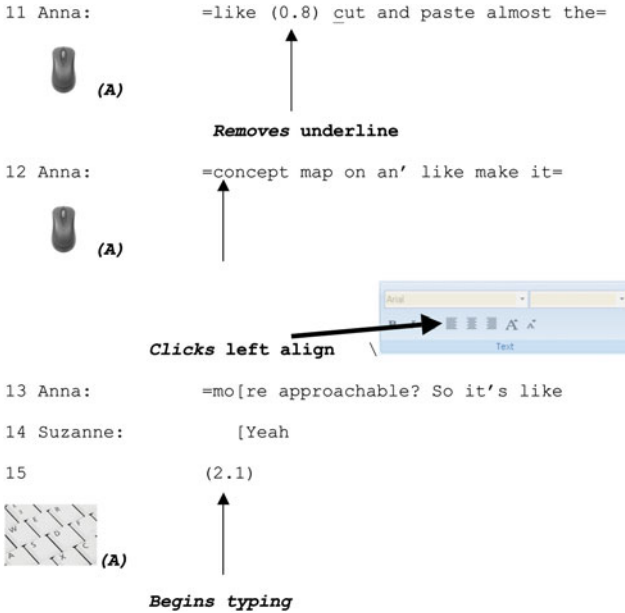 11 Anna: =like (0.8) cut and paste almost the=
(A)
Removes underline
12 Anna: =concept map on an' like make it=
(A)
Arial
Clicks left align \
Text
13 Anna: =mo[re approachable? So it's like
14 Suzanne: [Yeah
15 (2.1)
(A)
Begins typing